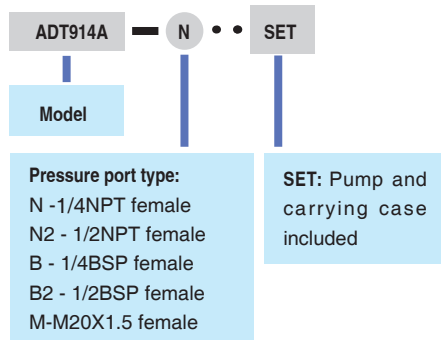 ADT914A — N • • SET
Model
Pressure port type:
N -1/4NPT female
N2 - 1/2NPT female
B - 1/4BSP female
B2 - 1/2BSP female
M-M20X1.5 female
SET: Pump and
carrying case
included